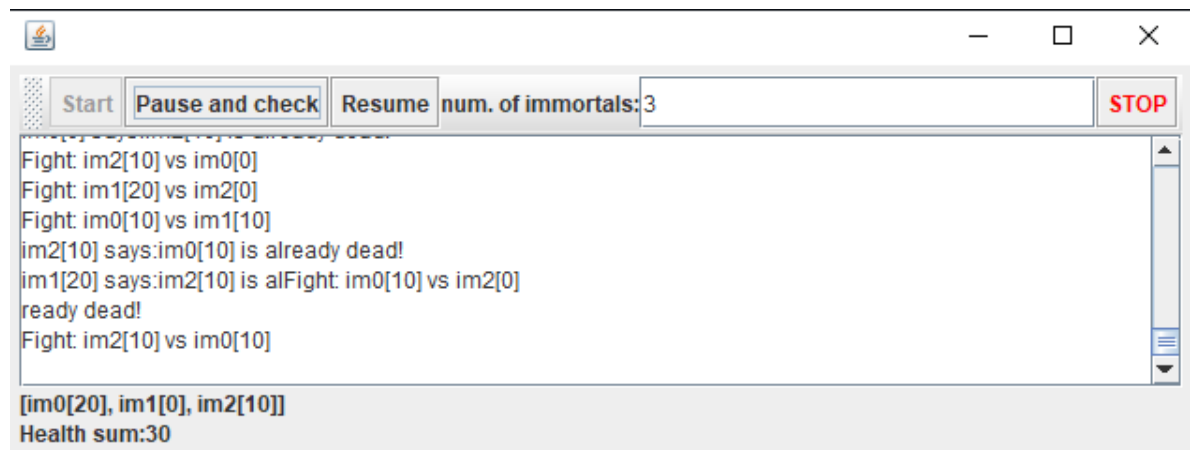 Start Pause and check Resume num. of immortals: 3 STOP
Fight: im2[10] vs im0[0]
Fight: im1[20] vs im2[0]
Fight: im0[10] vs im1[10]
im2[10] says:im0[10] is already dead!
im1[20] says:im2[10] is alFight: im0[10] vs im2[0]
ready dead!
Fight: im2[10] vs im0[10]
[im0[20], im1[0], im2[10]]
Health sum:30